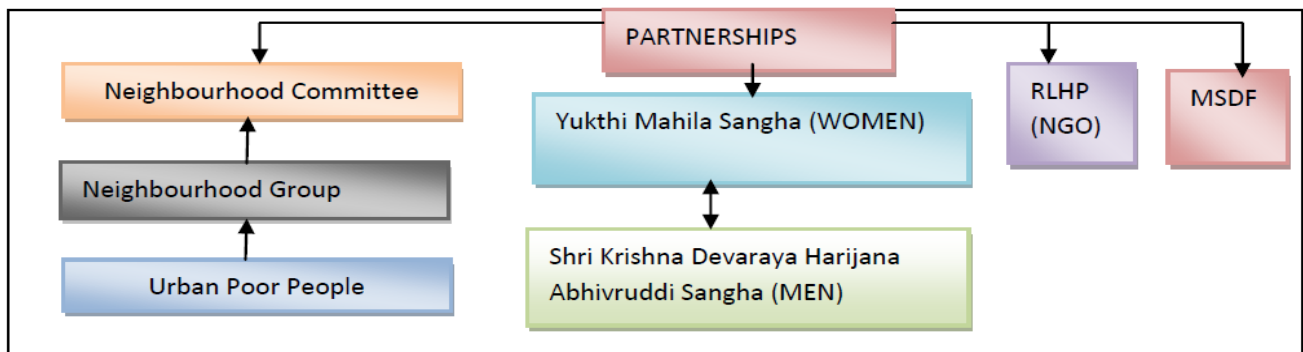 PARTNERSHIPS
Neighbourhood Committee
Neighbourhood Group
Urban Poor People
Yukthi Mahila Sangha (WOMEN)
Shri Krishna Devaraya Harijana
Abhivruddi Sangha (MEN)
RLHP
(NGO)
MSDF